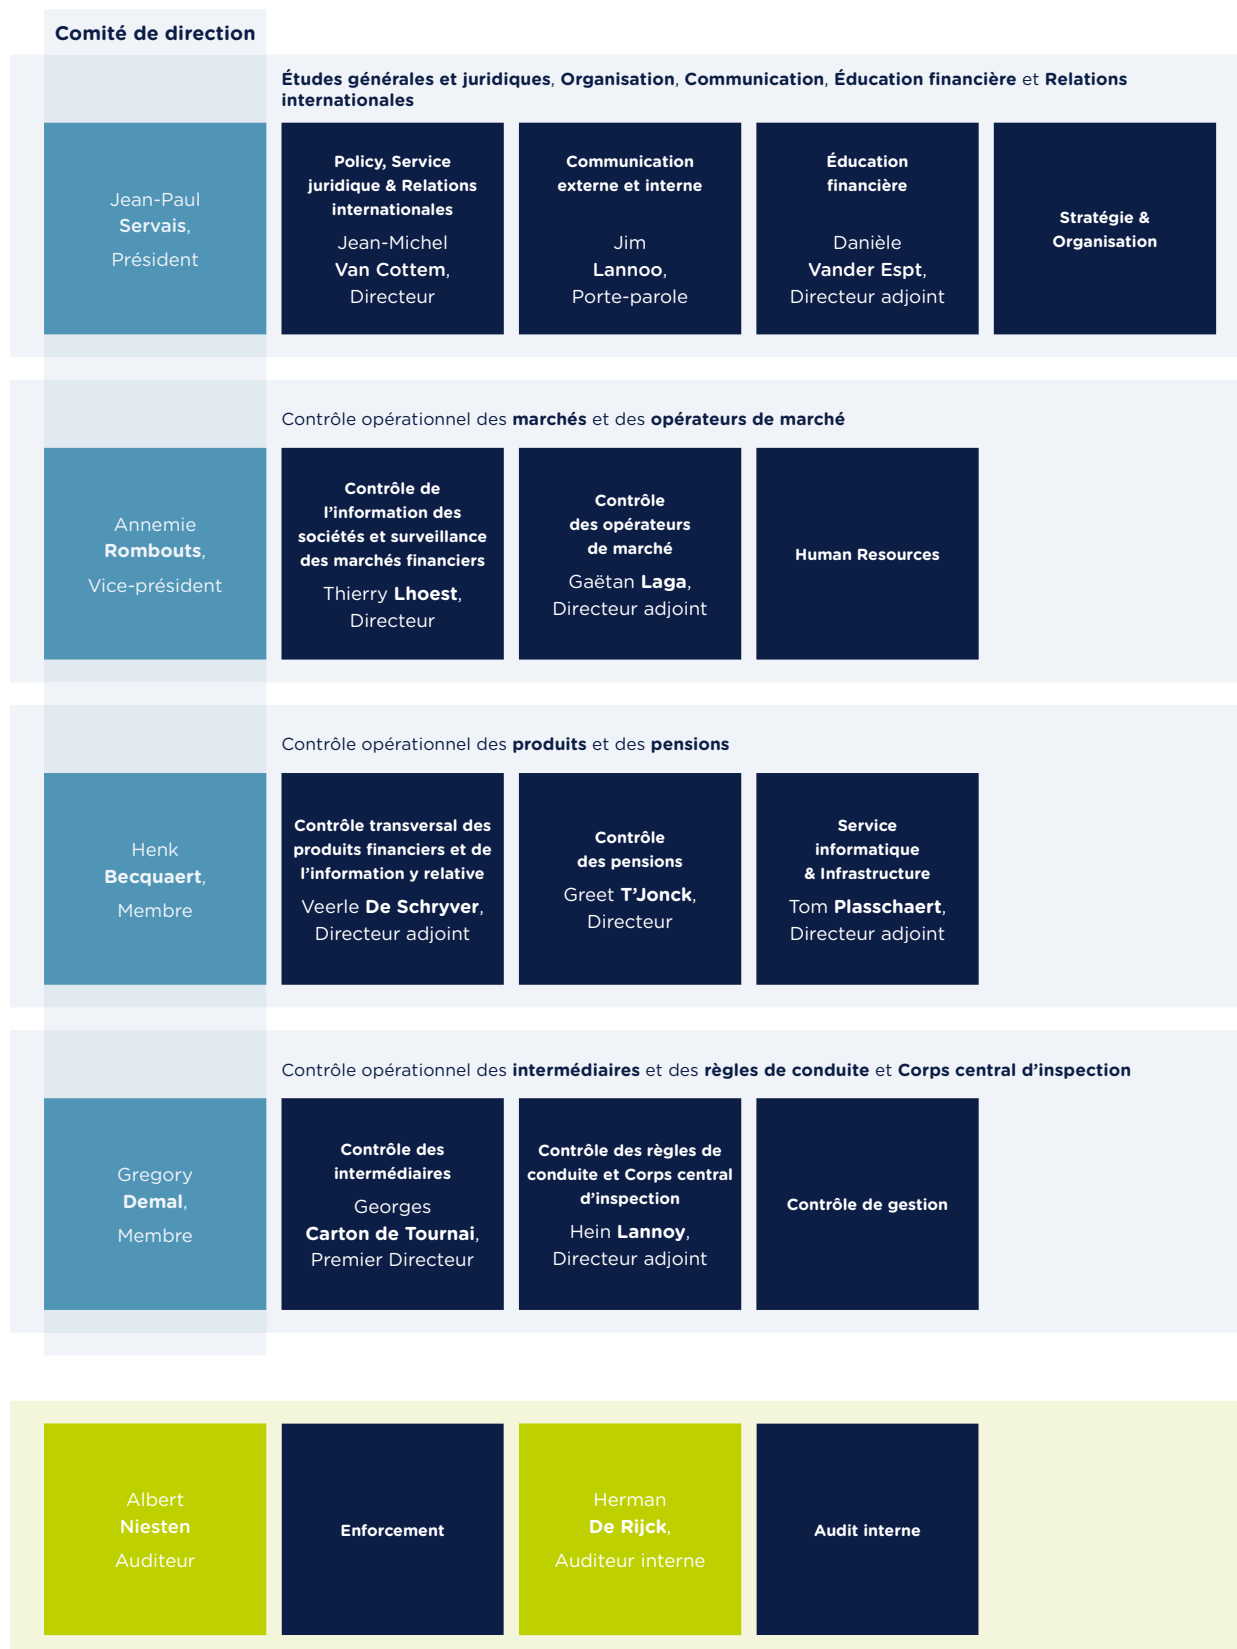 Comité de direction
Études générales et juridiques, Organisation, Communication, Éducation financière et Relations
internationales
Jean-Paul
Servais,
Président
Policy, Service
juridique & Relations
internationales
Jean-Michel
Van Cottem,
Directeur
Communication
externe et interne
Jim
Lannoo,
Porte-parole
Éducation
financière
Danièle
Vander Espt,
Directeur adjoint
Stratégie &
Organisation
Contrôle opérationnel des marchés et des opérateurs de marché
Annemie
Rombouts,
Vice-président
Contrôle de
l’information des
sociétés et surveillance
des marchés financiers
Thierry Lhoest,
Directeur
Contrôle
des opérateurs
de marché
Gaëtan Laga,
Directeur adjoint
Human Resources
Contrôle opérationnel des produits et des pensions
Henk
Becquaert,
Membre
Contrôle transversal des
produits financiers et de
l’information y relative
Veerle De Schryver,
Directeur adjoint
Contrôle
des pensions
Greet T’Jonck,
Directeur
Service
informatique
& Infrastructure
Tom Plasschaert,
Directeur adjoint
Contrôle opérationnel des intermédiaires et des règles de conduite et Corps central d’inspection
Gregory
Demal,
Membre
Contrôle des
intermédiaires
Georges
Carton de Tournai,
Premier Directeur
Contrôle des règles de
conduite et Corps central
d’inspection
Hein Lannoy,
Directeur adjoint
Contrôle de gestion
Albert
Niesten
Auditeur
Enforcement
Herman
De Rijck,
Auditeur interne
Audit interne